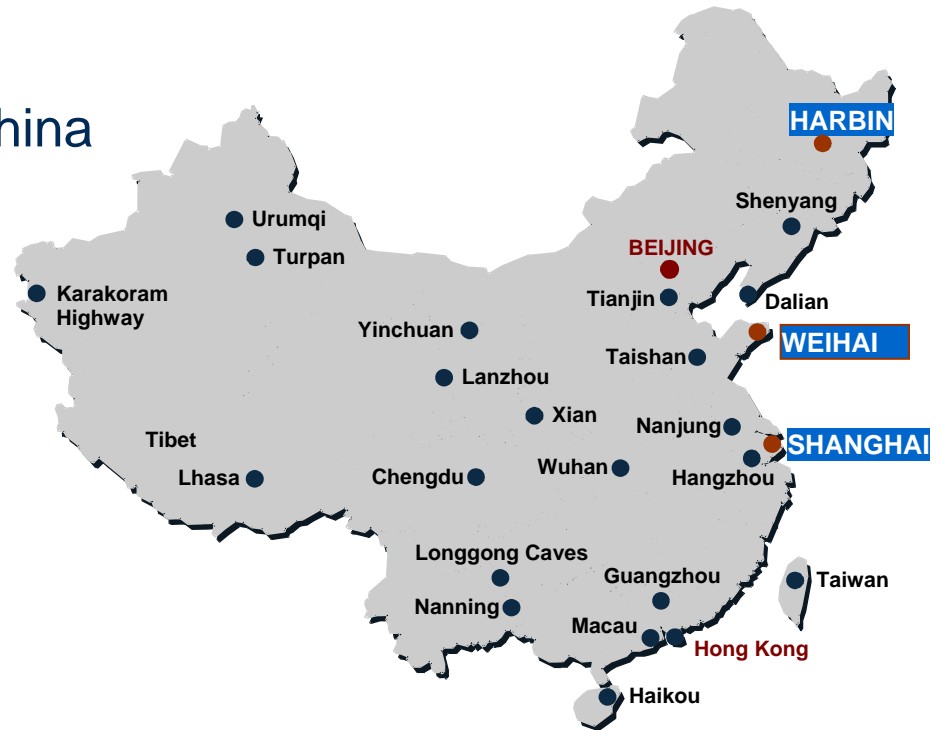 hina
HARBIN
Shenyang
Urumqi
BEIJING
Turpan
Karakoram
Highway
Tianjin
Dalian
Yinchuan
WEIHAI
Taishan
Lanzhou
Xian
Nanjung
Tibet
SHANGHAI
Wuhan
Lhasa
Chengdu
Hangzhou
Longgong Caves
Guangzhou
Taiwan
Nanning
Macau
Hong Kong
Haikou